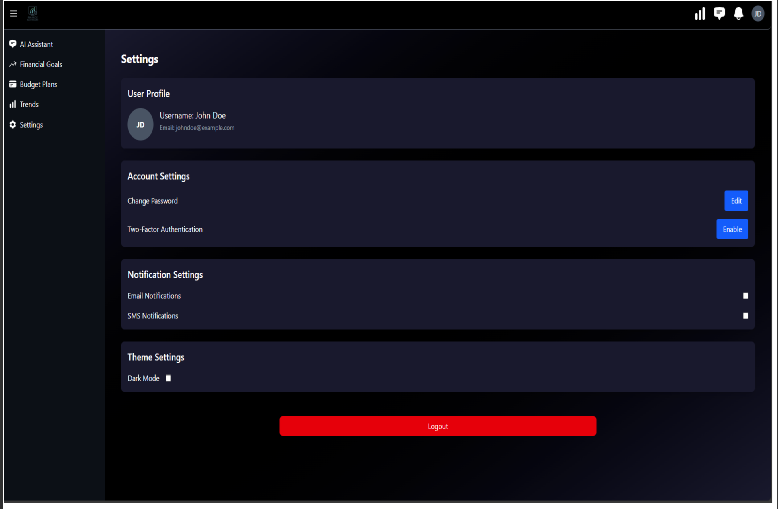 JD
AI Assistant
Financial Goals
Budget Plans
Trends
Settings
Settings
User Profile
JD
Username: John Doe
Email: johndoe@example.com
Account Settings
Change Password
Edit
Two-Factor Authentication
Enable
Notification Settings
Email Notifications
SMS Notifications
Theme Settings
Dark Mode
Logout